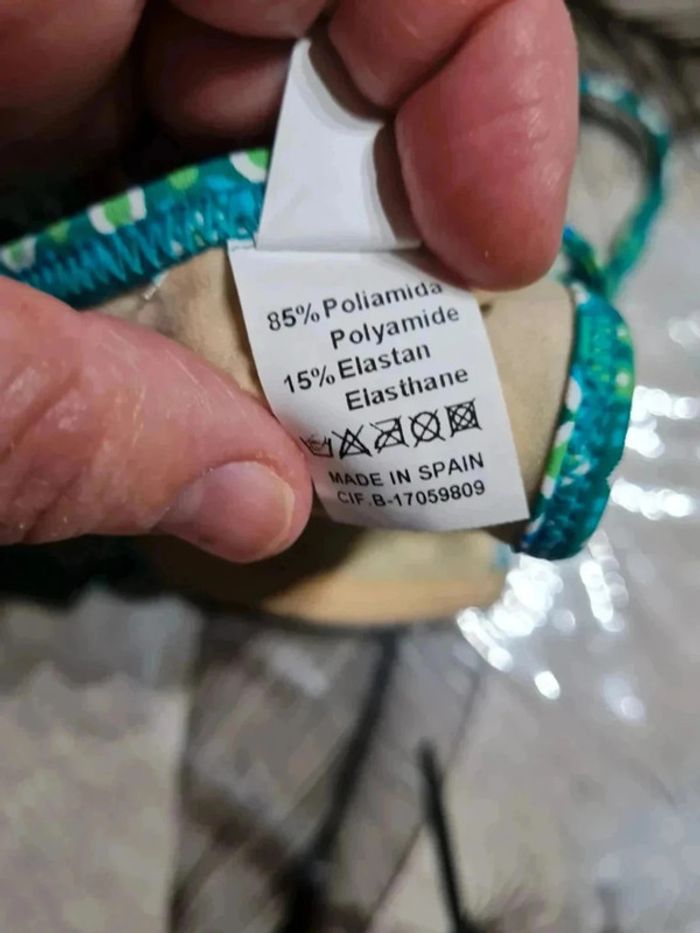 85% Poliamida
Polyamide
15% Elastan
Elasthane
MADE IN SPAIN
CIF.B-17059809